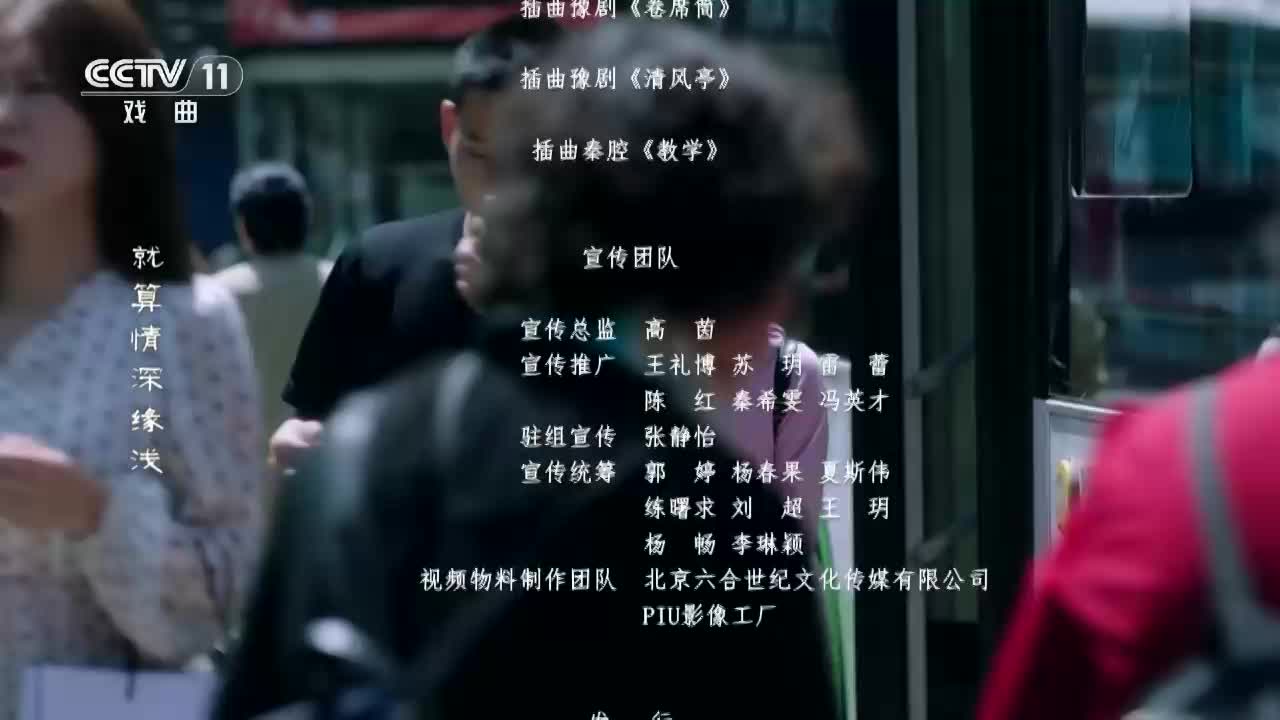 插曲豫剧《卷席筒》
CCTV 11
戏曲
插曲豫剧《清风亭》
插曲秦腔《教学》
就算情深缘浅
宣传团队
宣传总监 高 茵
宣传推广 王礼博 苏 玥 雷 蕾
陈 红 秦希雯 冯英才
驻组宣传 张静怡
宣传统筹 郭 婷 杨春果 夏斯伟
练曙求 刘 超 王 玥
杨 畅 李琳颖
视频物料制作团队 北京六合世纪文化传媒有限公司
PIU影像工厂
发 行